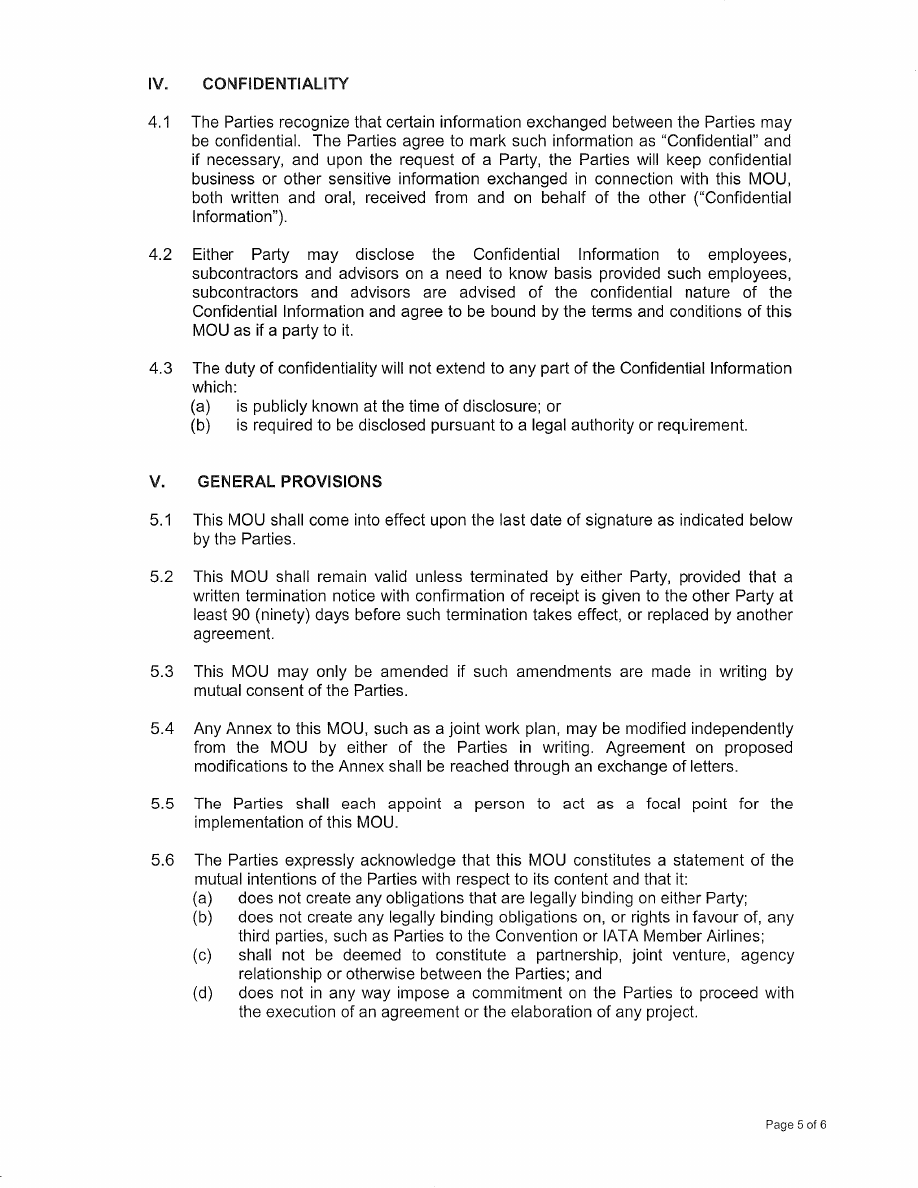 IV. CONFIDENTIALITY
4.1 The Parties recognize that certain information exchanged between the Parties may
be confidential. The Parties agree to mark such information as “Confidential” and
if necessary, and upon the request of a Party, the Parties will keep confidential
business or other sensitive information exchanged in connection with this MOU,
both written and oral, received from and on behalf of the other (“Confidential
Information”).
4.2 Either Party may disclose the Confidential Information to employees,
subcontractors and advisors on a need to know basis provided such employees,
subcontractors and advisors are advised of the confidential nature of the
Confidential Information and agree to be bound by the terms and conditions of this
MOU as if a party to it.
4.3 The duty of confidentiality will not extend to any part of the Confidential Information
which:
(a) is publicly known at the time of disclosure; or
(b) is required to be disclosed pursuant to a legal authority or requirement.
V. GENERAL PROVISIONS
5.1 This MOU shall come into effect upon the last date of signature as indicated below
by the Parties.
5.2 This MOU shall remain valid unless terminated by either Party, provided that a
written termination notice with confirmation of receipt is given to the other Party at
least 90 (ninety) days before such termination takes effect, or replaced by another
agreement.
5.3 This MOU may only be amended if such amendments are made in writing by
mutual consent of the Parties.
5.4 Any Annex to this MOU, such as a joint work plan, may be modified independently
from the MOU by either of the Parties in writing. Agreement on proposed
modifications to the Annex shall be reached through an exchange of letters.
5.5 The Parties shall each appoint a person to act as a focal point for the
implementation of this MOU.
5.6 The Parties expressly acknowledge that this MOU constitutes a statement of the
mutual intentions of the Parties with respect to its content and that it:
(a) does not create any obligations that are legally binding on either Party;
(b) does not create any legally binding obligations on, or rights in favour of, any
third parties, such as Parties to the Convention or IATA Member Airlines;
(c) shall not be deemed to constitute a partnership, joint venture, agency
relationship or otherwise between the Parties; and
(d) does not in any way impose a commitment on the Parties to proceed with
the execution of an agreement or the elaboration of any project.
Page 5 of 6